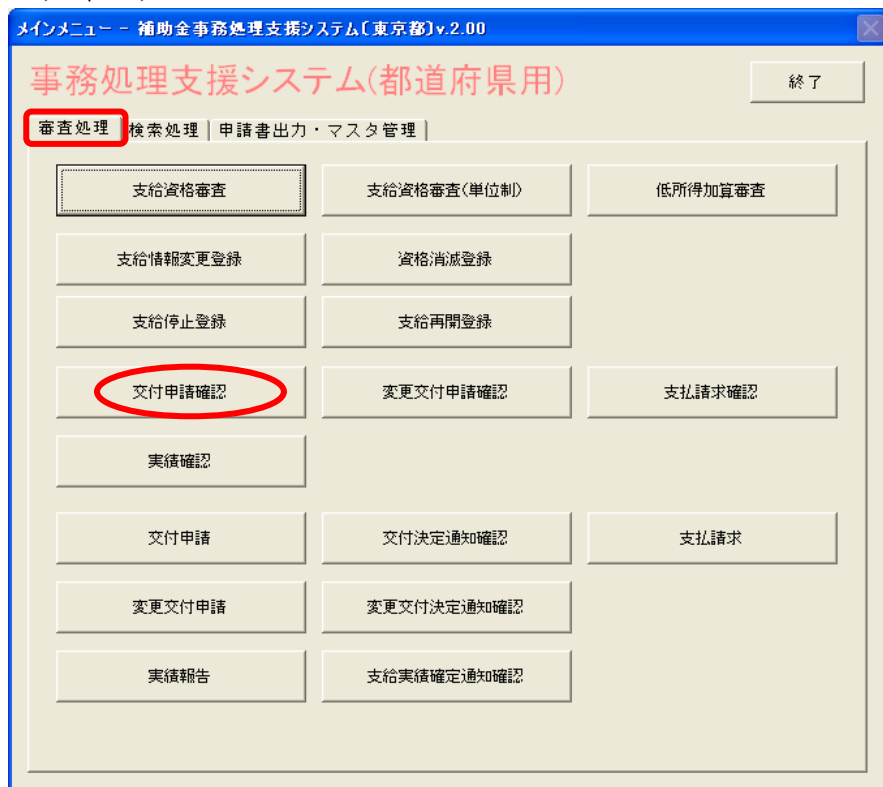 メインメニュー - 補助金事務処理支援システム〔東京都〕v.2.00
事務処理支援システム(都道府県用)
終了
審査処理 検索処理 申請書出力・マスタ管理
支給資格審査 支給資格審査(単位制) 低所得加算審査
支給情報変更登録 資格消滅登録
支給停止登録 支給再開登録
交付申請確認 変更交付申請確認 支払請求確認
実績確認
交付申請 交付決定通知確認 支払請求
変更交付申請 変更交付決定通知確認
実績報告 支給実績確定通知確認